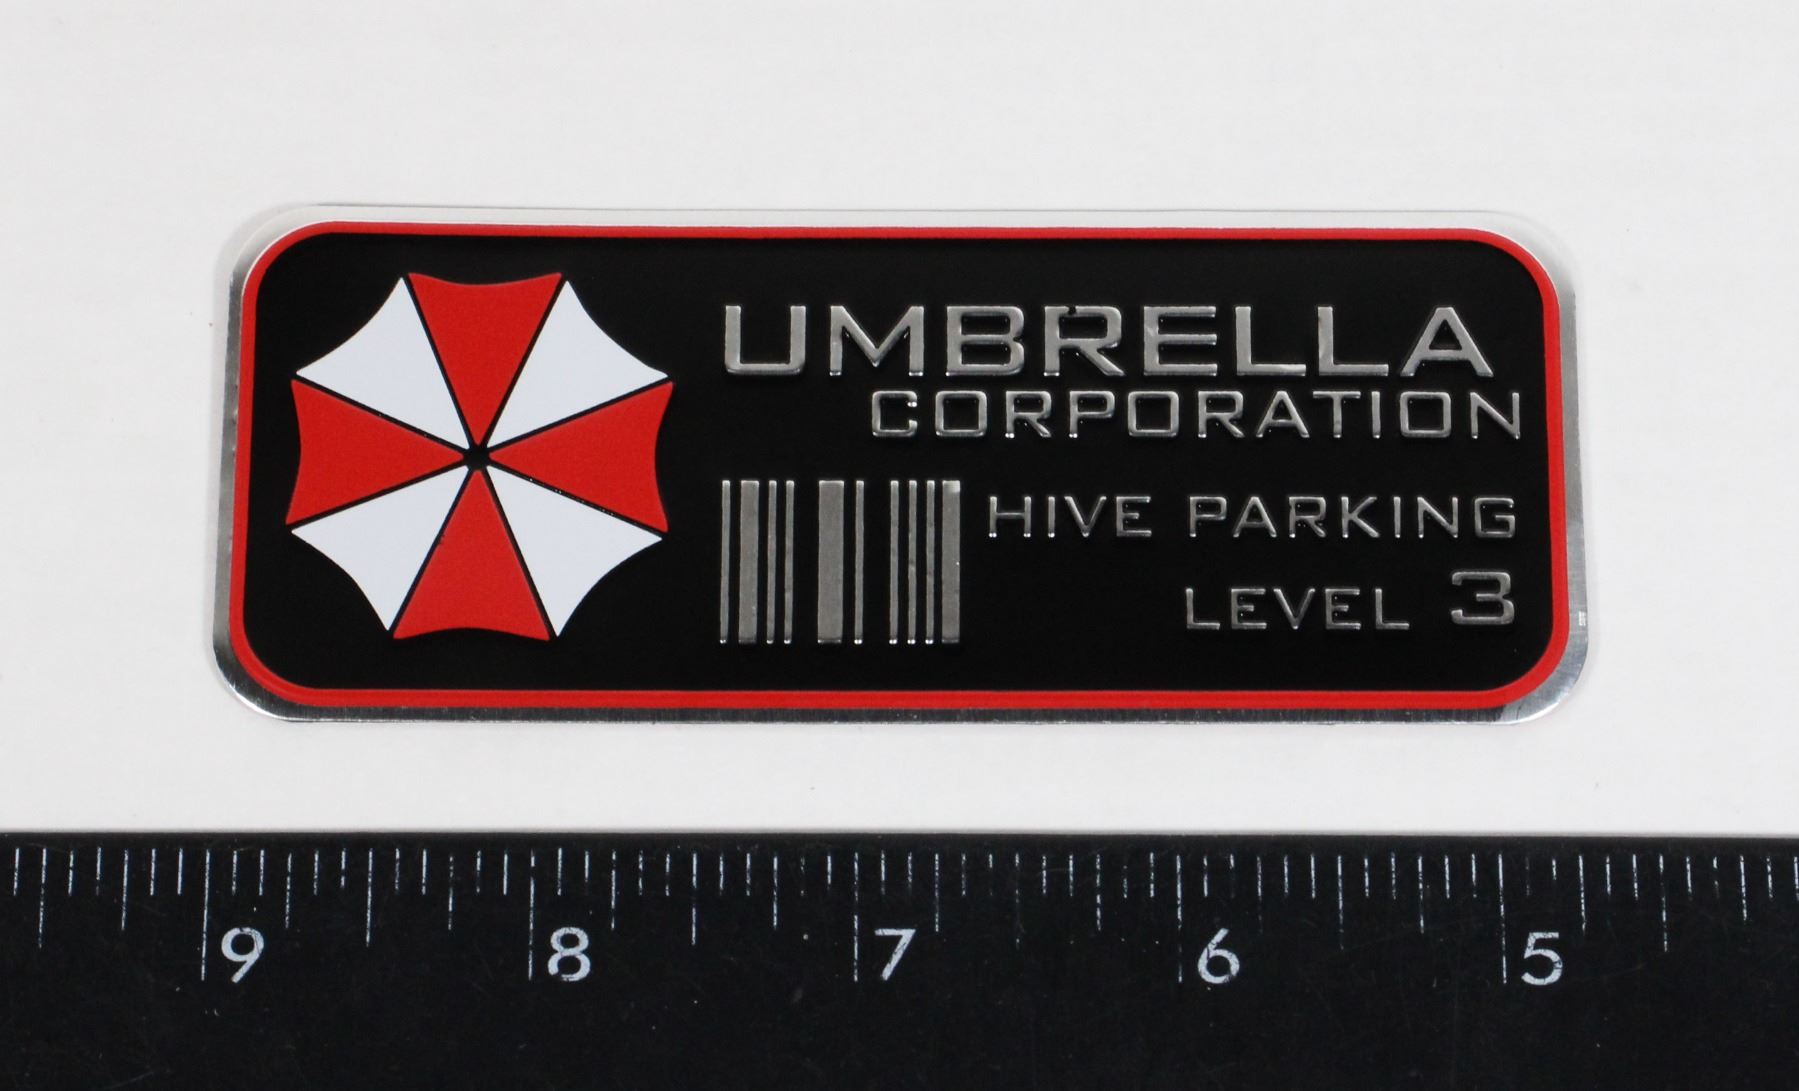 UMBRELLA
CORPORATION
HIVE PARKING
LEVEL 3
9 8 7 6 5